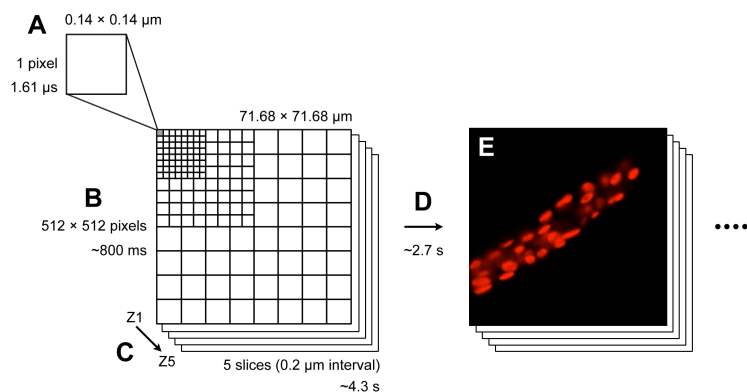 A
0.14 × 0.14 μm
1 pixel
1.61 μs
71.68 × 71.68 μm
B
512 × 512 pixels
~800 ms
Z1
C
Z5
5 slices (0.2 μm interval)
~4.3 s
D
~2.7 s
E